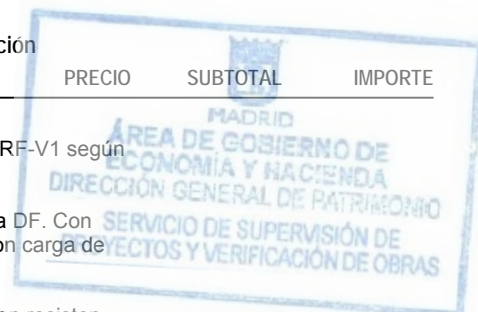 ción
PRECIO SUBTOTAL IMPORTE
MADRID
RF-V1 según
ÁREA DE GOBIERNO DE
ECONOMÍA Y HACIENDA
DIRECCIÓN GENERAL DE PATRIMONIO
a DF. Con
SERVICIO DE SUPERVISIÓN DE
on carga de
PROYECTOS Y VERIFICACIÓN DE OBRAS